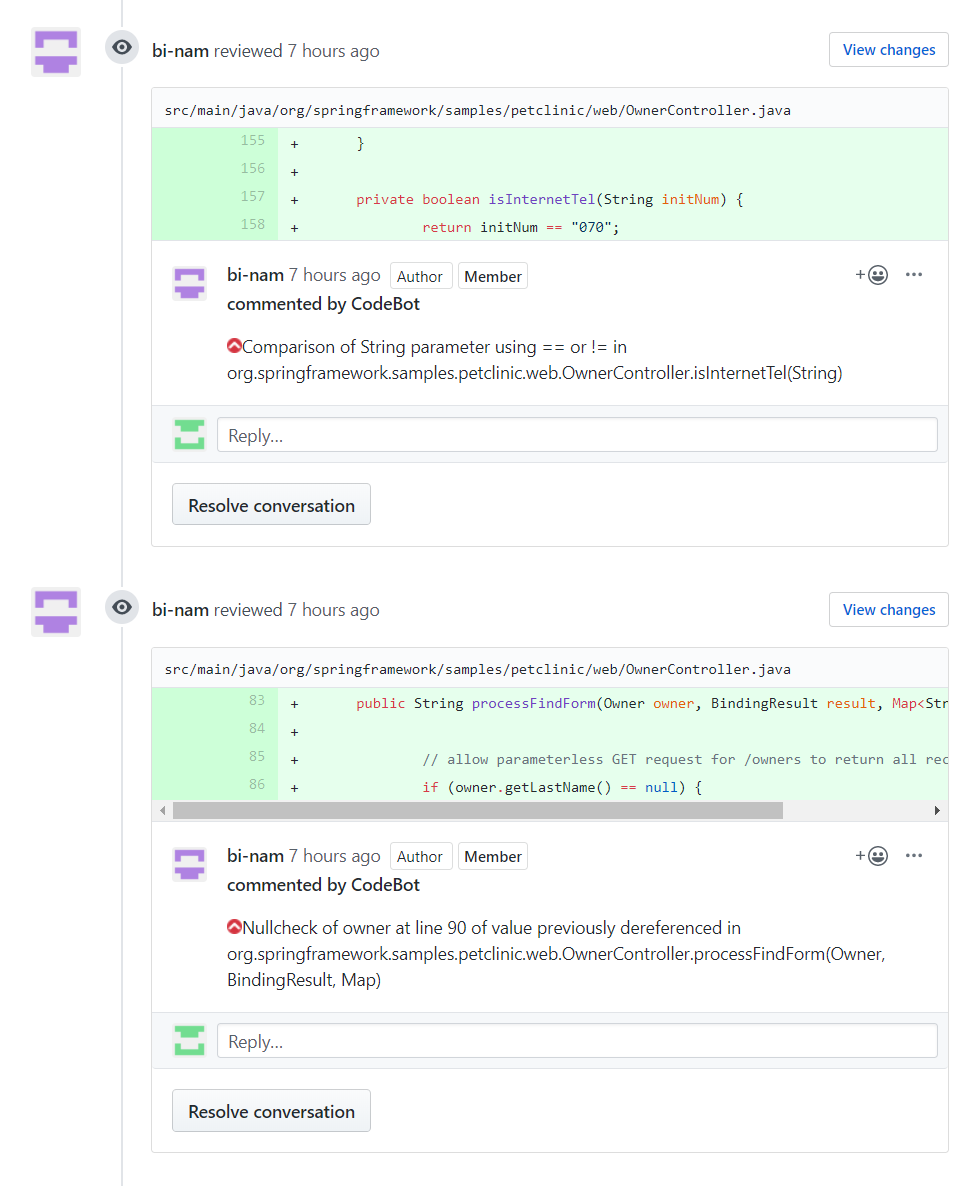 bi-nam reviewed 7 hours ago View changes
src/main/java/org/springframework/samples/petclinic/web/OwnerController.java
155 + }
156 +
157 + private boolean isInternetTel(String initNum) {
158 + return initNum == "070";
bi-nam 7 hours ago Author Member
commented by CodeBot
Comparison of String parameter using == or != in
org.springframework.samples.petclinic.web.OwnerController.isInternetTel(String)
Reply...
Resolve conversation
bi-nam reviewed 7 hours ago View changes
src/main/java/org/springframework/samples/petclinic/web/OwnerController.java
83 + public String processFindForm(Owner owner, BindingResult result, Map<Str
84 +
85 + // allow parameterless GET request for /owners to return all rec
86 + if (owner.getLastName() == null) {
bi-nam 7 hours ago Author Member
commented by CodeBot
Nullcheck of owner at line 90 of value previously dereferenced in
org.springframework.samples.petclinic.web.OwnerController.processFindForm(Owner,
BindingResult, Map)
Reply...
Resolve conversation